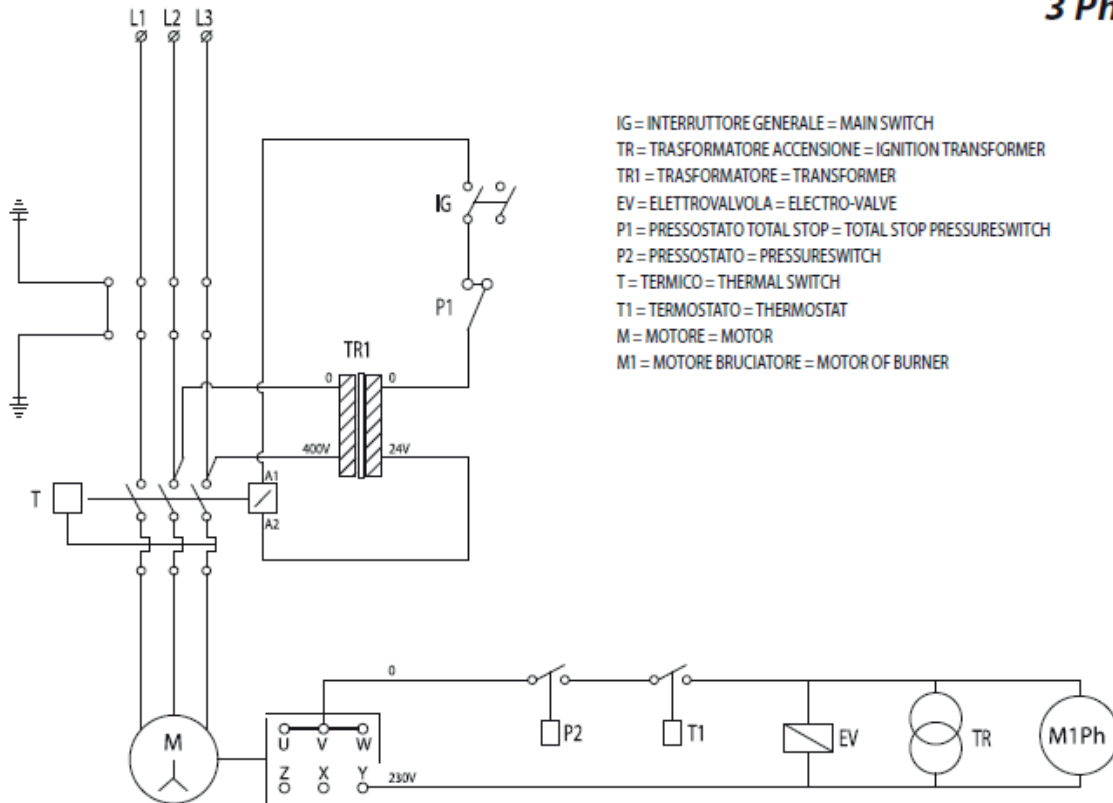 3 Ph
L1 L2 L3
IG = INTERRUTTORE GENERALE = MAIN SWITCH
TR = TRASFORMATORE ACCENSIONE = IGNITION TRANSFORMER
TR1 = TRASFORMATORE = TRANSFORMER
EV = ELETTROVALVOLA = ELECTRO-VALVE
P1 = PRESSOSTATO TOTAL STOP = TOTAL STOP PRESSURESWITCH
P2 = PRESSOSTATO = PRESSURESWITCH
T = TERMICO = THERMAL SWITCH
T1 = TERMOSTATO = THERMOSTAT
M = MOTORE = MOTOR
M1 = MOTORE BRUCIATORE = MOTOR OF BURNER
IG
P1
TR1
0 0
400V 24V
A1
T
A2
0
P2 T1 EV TR M1Ph
M
U V W
Z X Y 230V